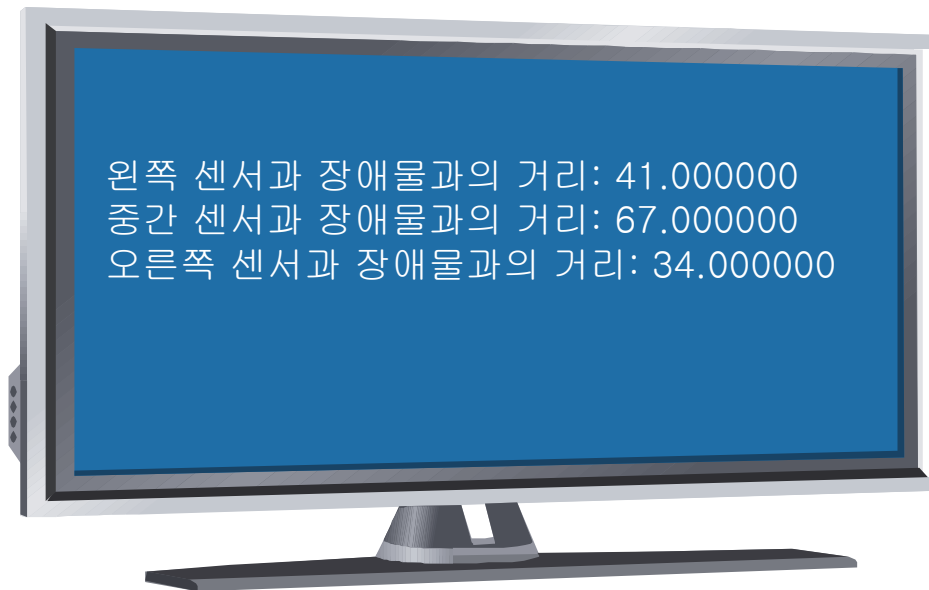 왼쪽 센서과 장애물과의 거리: 41.000000
중간 센서과 장애물과의 거리: 67.000000
오른쪽 센서과 장애물과의 거리: 34.000000